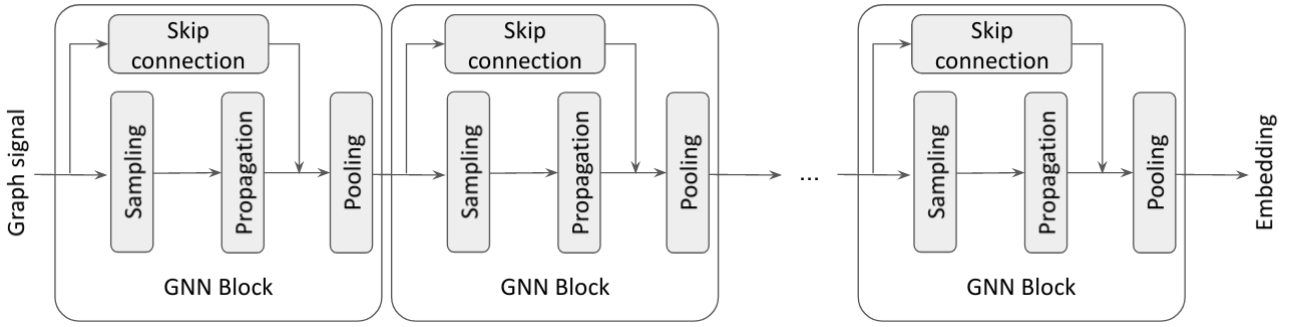 Graph signal
Skip
connection
Sampling
Propagation
Pooling
GNN Block
Skip
connection
Sampling
Propagation
Pooling
GNN Block
...
Skip
connection
Sampling
Propagation
Pooling
GNN Block
Embedding